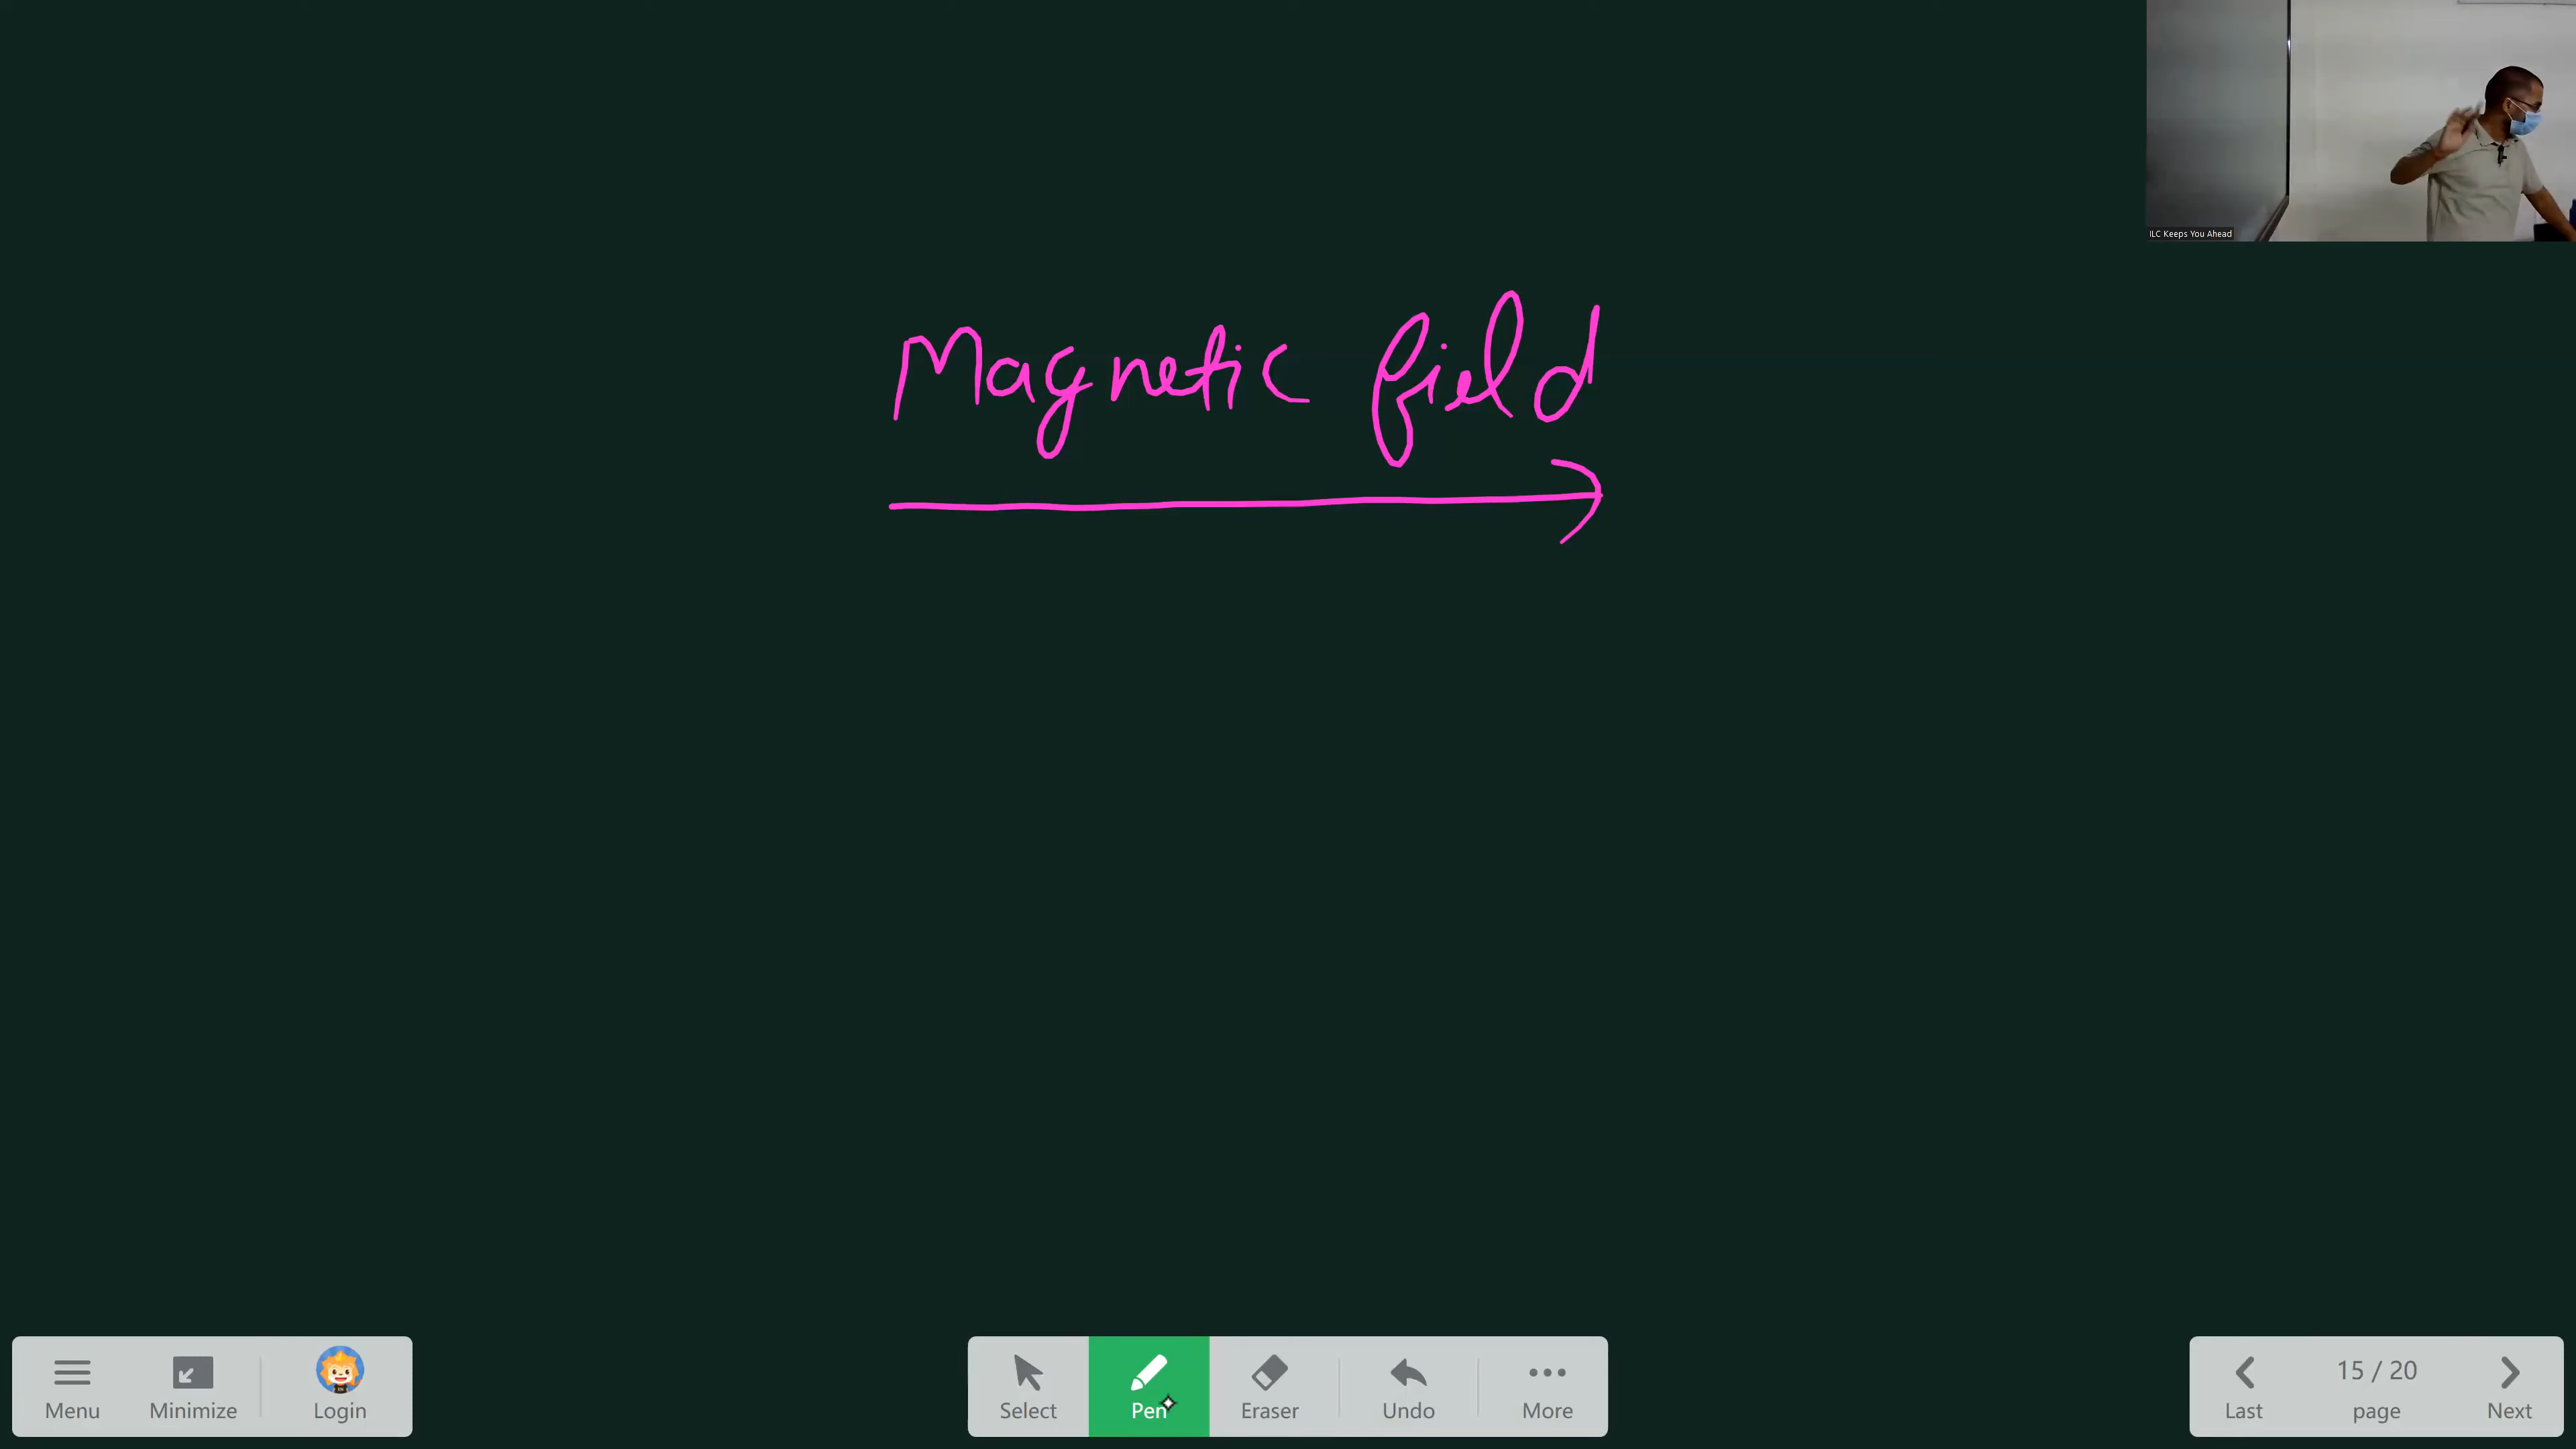 ILC Keeps You Ahead
Magnetic field
Menu
Minimize
Login
Select
Pen
Eraser
Undo
More
Last
15 / 20
page
Next